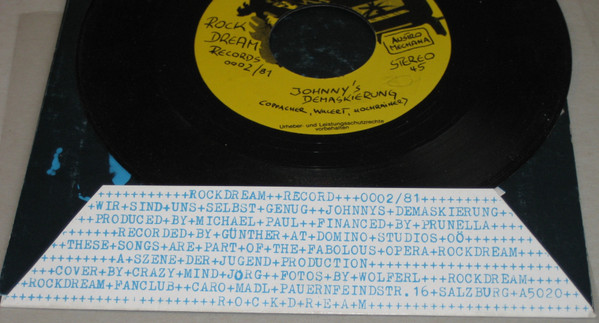 ROCK
DREAM
RECORDS
0002/81
AUSTRO
MECHANA
STEREO
45
JOHNNY'S
DEMASKIERUNG
Urheber- und Leistungsschutzrechte
vorbehalten
+++++++++ROCKDREAM++RECORD+++0002/81++++++++
+WIR+SIND+UNS+SELBST+GENUG++JOHNNYS+DEMASKIERUNG+
++PRODUCED+BY+MICHAEL+PAUL++FINANCED+BY+PRUNELLA++
+++++RECORDED+BY+GÜNTHER+AT+DOMINO+STUDIOS+OÖ++++
+THESE+SONGS+ARE+PART+OF+THE+FABOLOUS+OPERA+ROCKDREAM+
++++++++A+SZENE+DER+JUGEND+PRODUCTION++++++++
++COVER+BY+CRAZY+MIND+JÖRG++FOTOS+BY+WOLFERL+++ROCKDREAM++
+ROCKDREAM+FANCLUB++CARO+MADL+PAUERNFEINDSTR.16+SALZBURG+A5020++
++++++++++++++++R+O+C+K+D+R+E+A+M++++++++++++++++